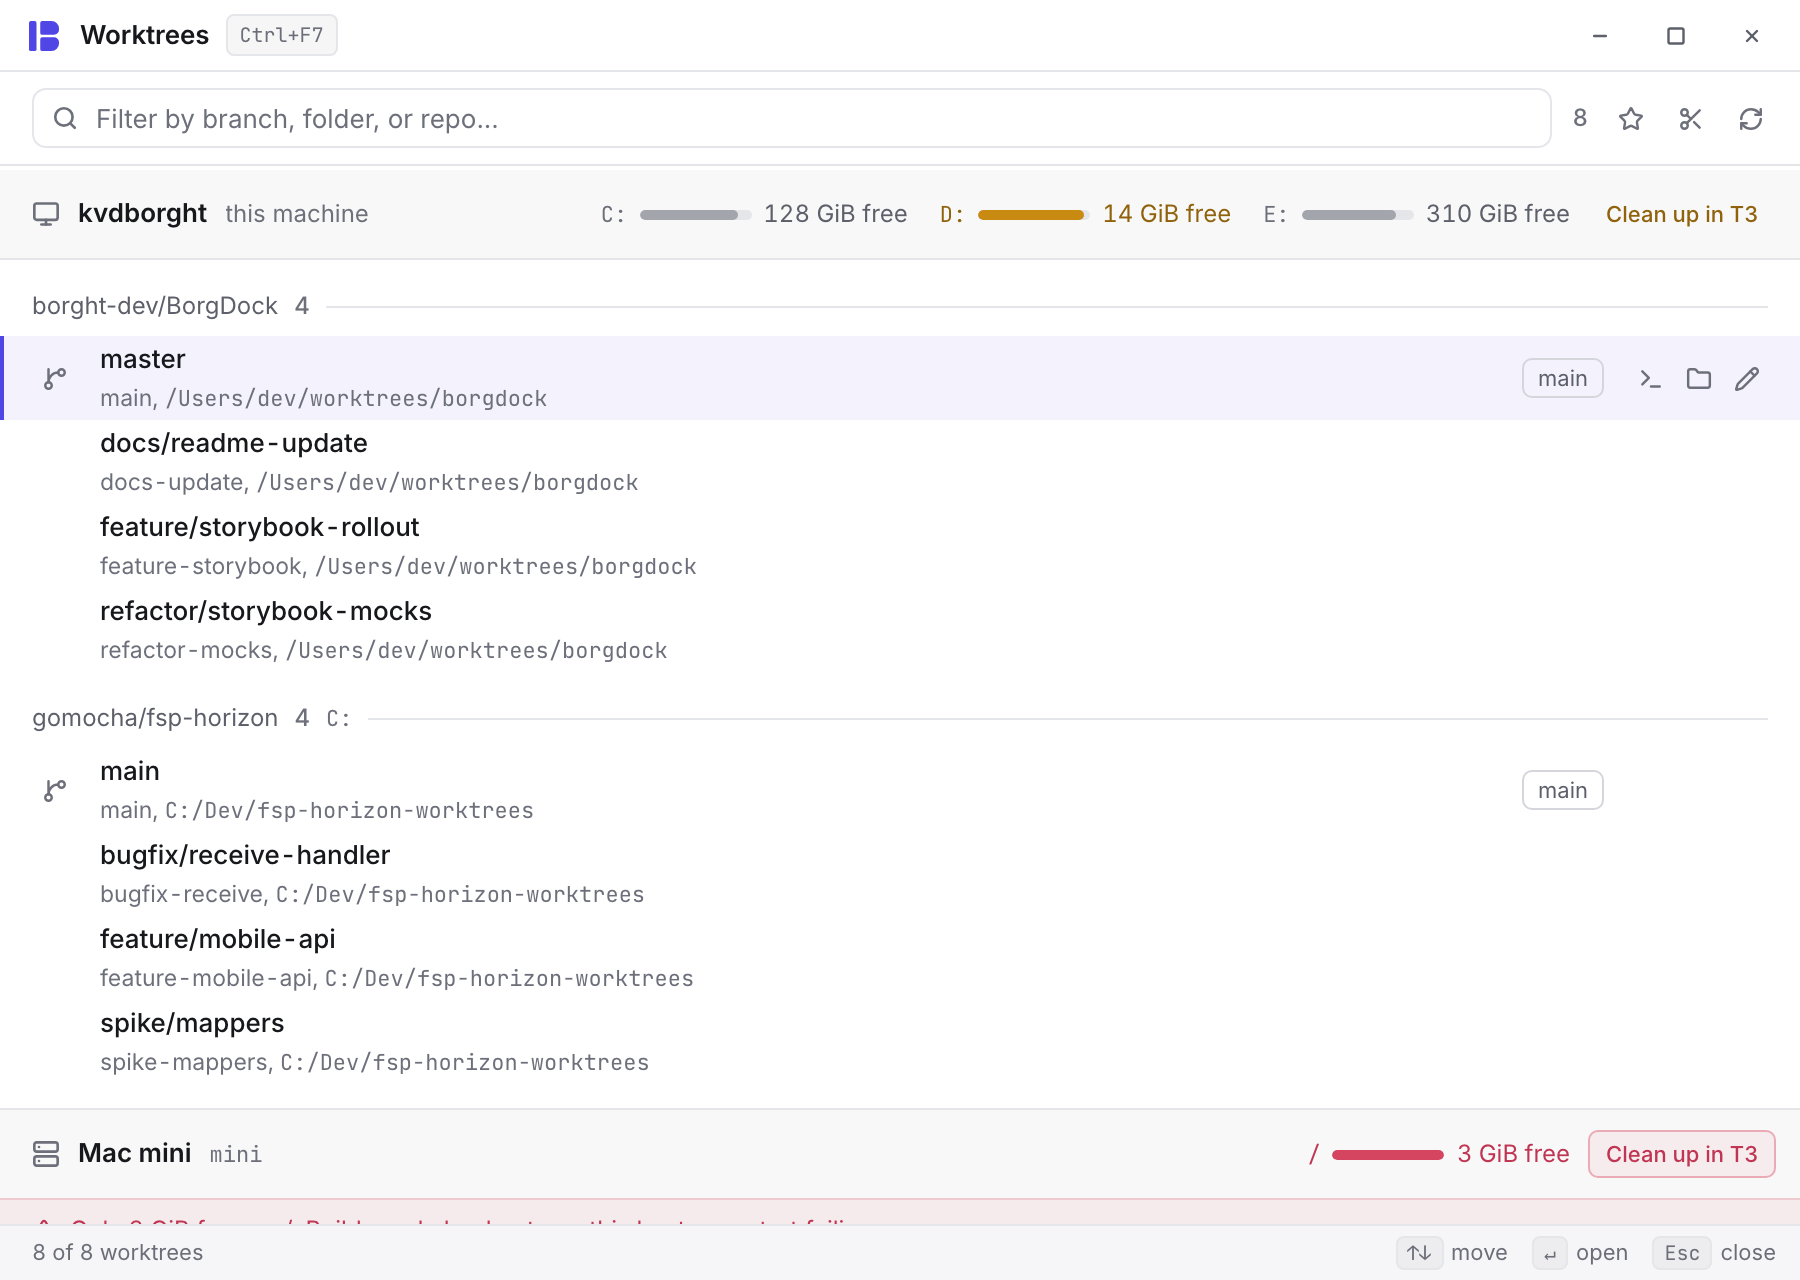 Worktrees Ctrl+F7
Filter by branch, folder, or repo... 8
kvdborght this machine C: 128 GiB free D: 14 GiB free E: 310 GiB free Clean up in T3
borght-dev/BorgDock 4
master
main, /Users/dev/worktrees/borgdock main
docs/readme-update
docs-update, /Users/dev/worktrees/borgdock
feature/storybook-rollout
feature-storybook, /Users/dev/worktrees/borgdock
refactor/storybook-mocks
refactor-mocks, /Users/dev/worktrees/borgdock
gomocha/fsp-horizon 4 C:
main
main, C:/Dev/fsp-horizon-worktrees main
bugfix/receive-handler
bugfix-receive, C:/Dev/fsp-horizon-worktrees
feature/mobile-api
feature-mobile-api, C:/Dev/fsp-horizon-worktrees
spike/mappers
spike-mappers, C:/Dev/fsp-horizon-worktrees
Mac mini mini / 3 GiB free Clean up in T3
8 of 8 worktrees ↑↓ move ↵ open Esc close